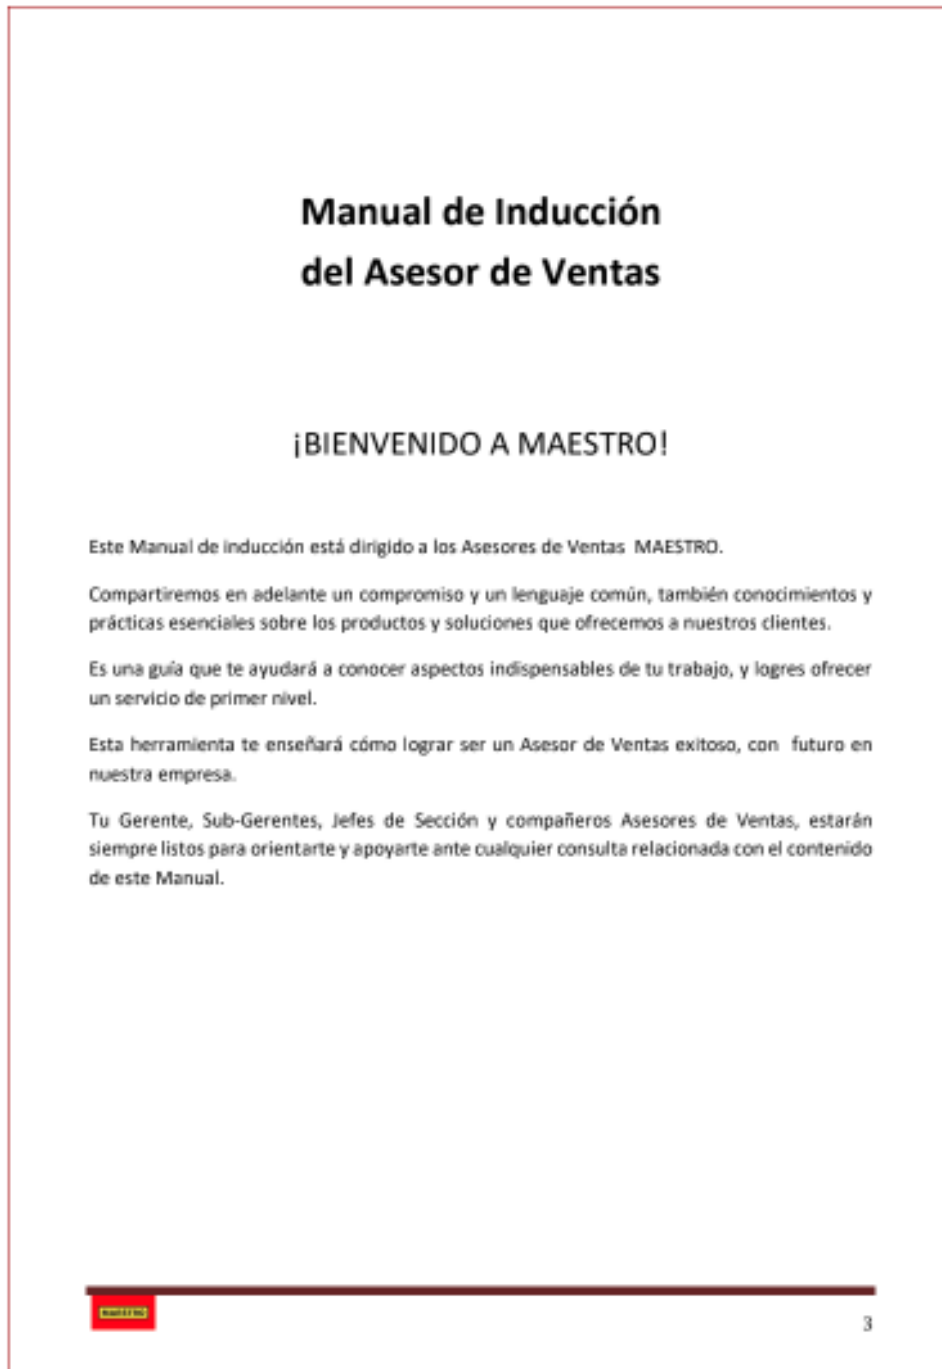 Manual de Inducción
del Asesor de Ventas
¡BIENVENIDO A MAESTRO!
Este Manual de inducción está dirigido a los Asesores de Ventas  MAESTRO.
Compartiremos en adelante un compromiso y un lenguaje común, también conocimientos y
prácticas esenciales sobre los productos y soluciones que ofrecemos a nuestros clientes.
Es una guía que te ayudará a conocer aspectos indispensables de tu trabajo, y logres ofrecer
un servicio de primer nivel.
Esta herramienta te enseñará cómo lograr ser un Asesor de Ventas exitoso, con  futuro en
nuestra empresa.
Tu Gerente, Sub-Gerentes, Jefes de Sección y compañeros Asesores de Ventas, estarán
siempre listos para orientarte y apoyarte ante cualquier consulta relacionada con el contenido
de este Manual.
MAESTRO
3